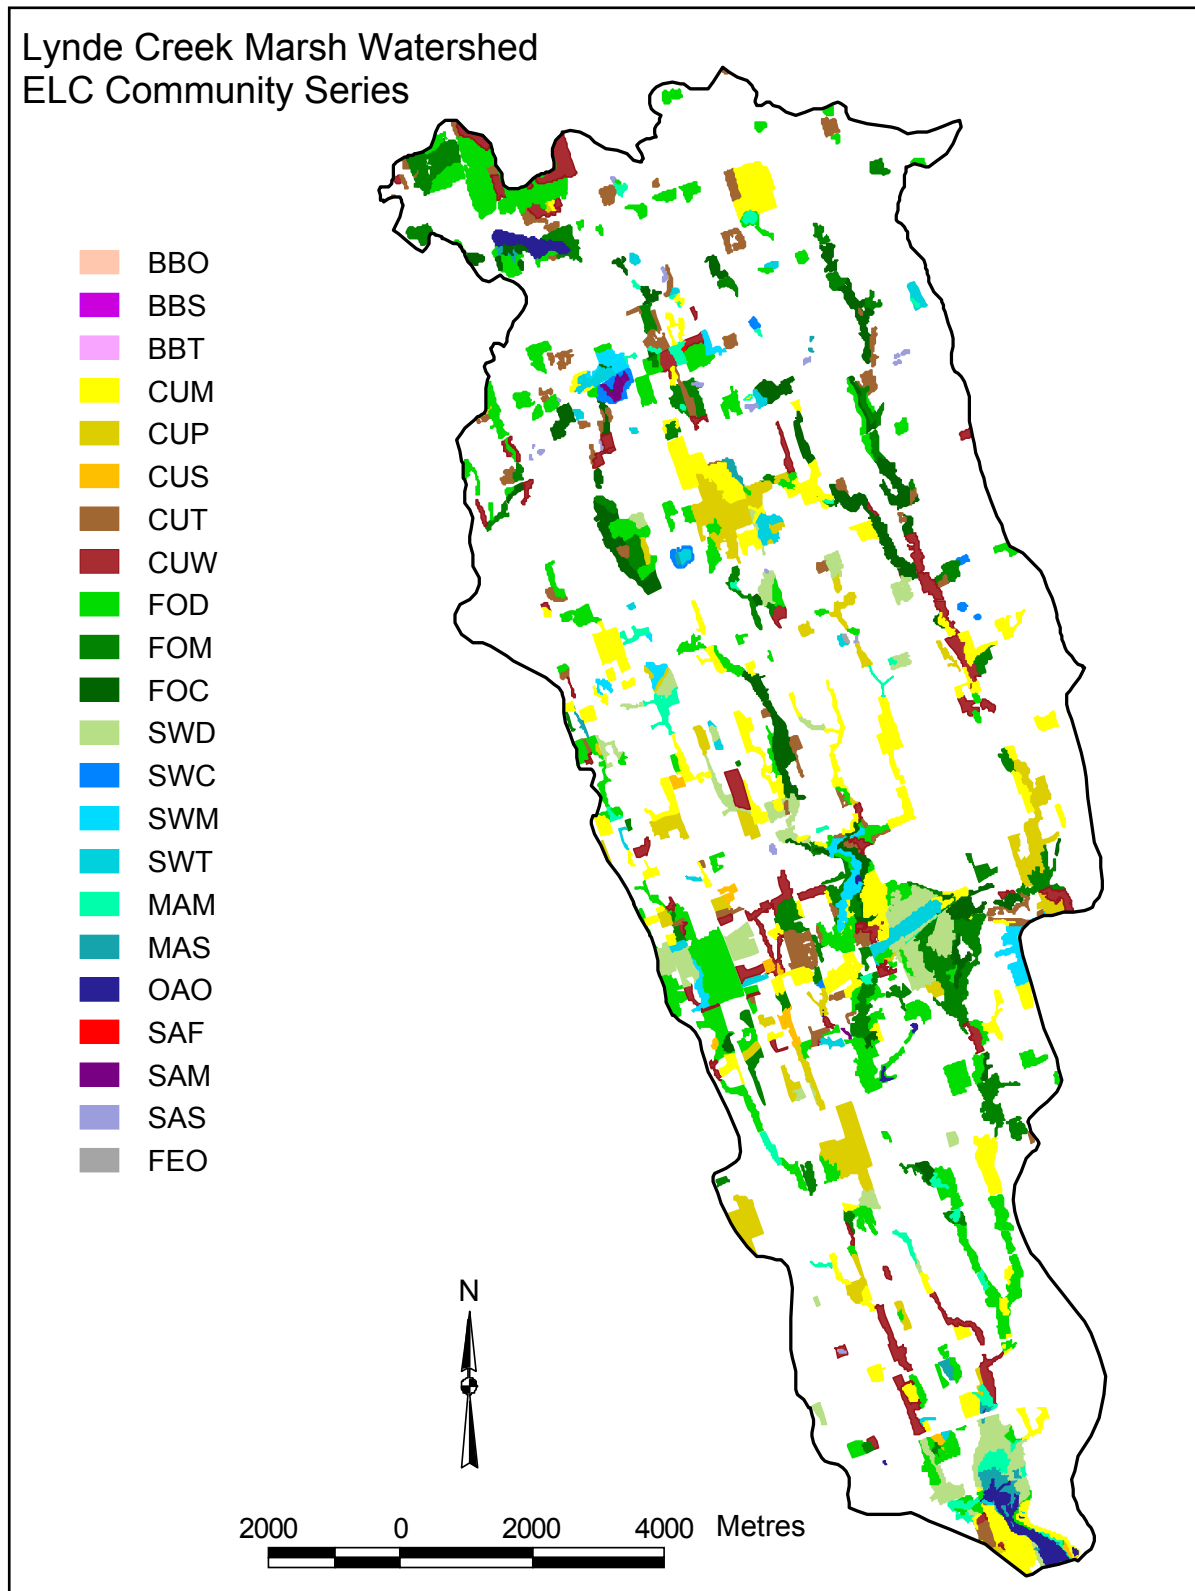 Lynde Creek Marsh Watershed
ELC Community Series
BBO
BBS
BBT
CUM
CUP
CUS
CUT
CUW
FOD
FOM
FOC
SWD
SWC
SWM
SWT
MAM
MAS
OAO
SAF
SAM
SAS
FEO
N
2000 0 2000 4000 Metres